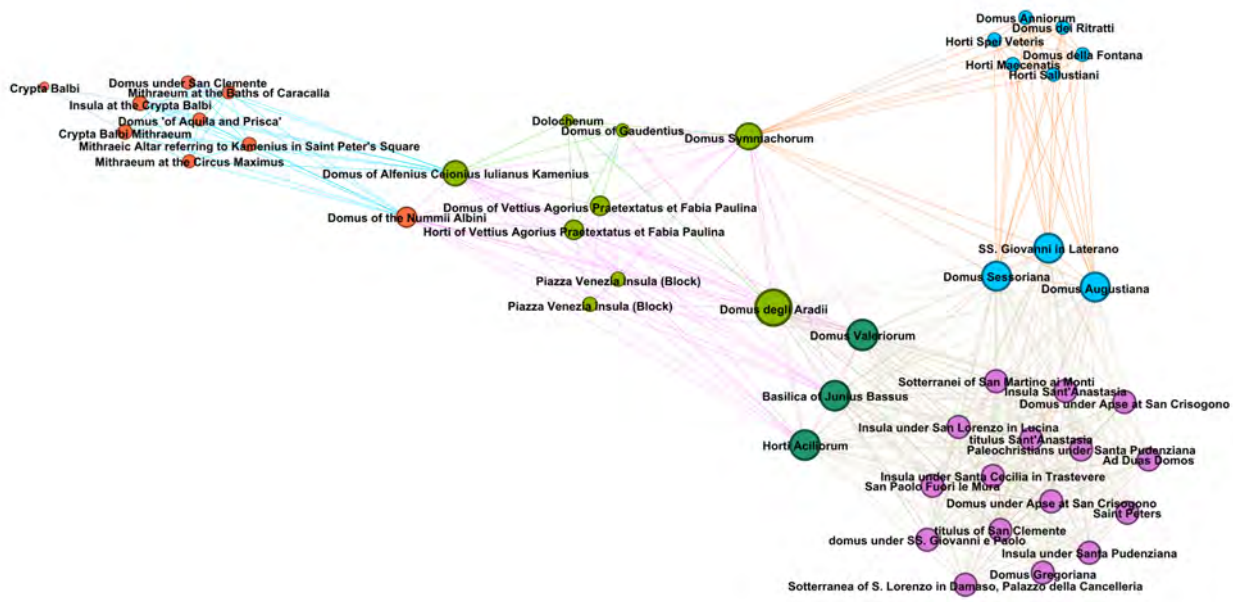 Domus Anniorum
Domus dei Ritratti
Horti Spei Veteris
Domus della Fontana
Horti Maecenatis
Horti Sallustiani
Crypta Balbi
Domus under San Clemente
Mithraeum at the Baths of Caracalla
Insula at the Crypta Balbi
Domus 'of Aquila and Prisca'
Crypta Balbi Mithraeum
Mithraeic Altar referring to Kamenius in Saint Peter's Square
Mithraeum at the Circus Maximus
Dolochenum
Domus of Gaudentius
Domus Symmachorum
Domus of Alfenius Ceionius Iulianus Kamenius
Domus of Vettius Agorius Praetextatus et Fabia Paulina
Domus of the Nummii Albini
Horti of Vettius Agorius Praetextatus et Fabia Paulina
SS. Giovanni in Laterano
Domus Sessoriana
Domus Augustiana
Piazza Venezia Insula (Block)
Piazza Venezia Insula (Block)
Domus degli Aradii
Domus Valeriorum
Sotterranei of San Martino ai Monti
Insula Sant'Anastasia
Domus under Apse at San Crisogono
Basilica of Junius Bassus
Insula under San Lorenzo in Lucina
titulus Sant'Anastasia
Paleochristians under Santa Pudenziana
Horti Aciliorum
Ad Duas Domos
Insula under Santa Cecilia in Trastevere
San Paolo Fuori le Mura
Domus under Apse at San Crisogono
Saint Peters
titulus of San Clemente
domus under SS. Giovanni e Paolo
Insula under Santa Pudenziana
Domus Gregoriana
Sotterranea of S. Lorenzo in Damaso, Palazzo della Cancelleria